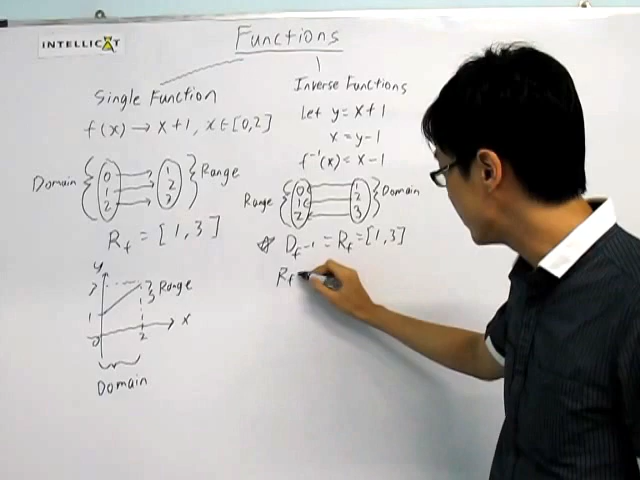 INTELLICAT
Functions
Single Function
f(x) → x+1, x∈[0,2]
Domain { 0 1 2 → 1 2 3 } Range
R_f = [1,3]
y
3 Range
1
0 2 x
Domain
Inverse Functions
Let y = x+1
x = y-1
f⁻¹(x) = x-1
Range { 0 1 2 1 2 3 } Domain
☆ D_f⁻¹ = R_f = [1,3]
R_f